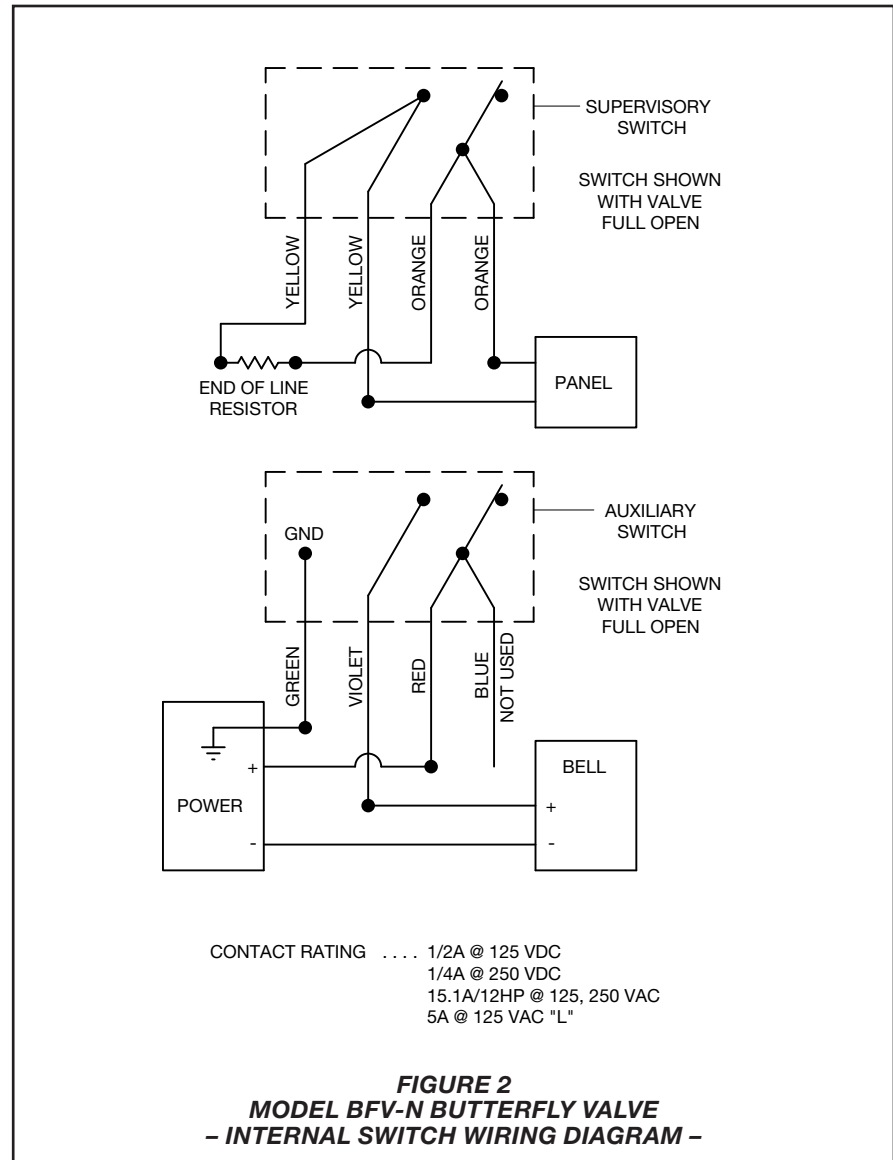 SUPERVISORY
SWITCH
SWITCH SHOWN
WITH VALVE
FULL OPEN
YELLOW
YELLOW
ORANGE
ORANGE
END OF LINE
RESISTOR
PANEL
GND
AUXILIARY
SWITCH
SWITCH SHOWN
WITH VALVE
FULL OPEN
GREEN
VIOLET
RED
BLUE
NOT USED
POWER
+
-
BELL
+
-
CONTACT RATING .... 1/2A @ 125 VDC
1/4A @ 250 VDC
15.1A/12HP @ 125, 250 VAC
5A @ 125 VAC "L"
FIGURE 2
MODEL BFV-N BUTTERFLY VALVE
– INTERNAL SWITCH WIRING DIAGRAM –